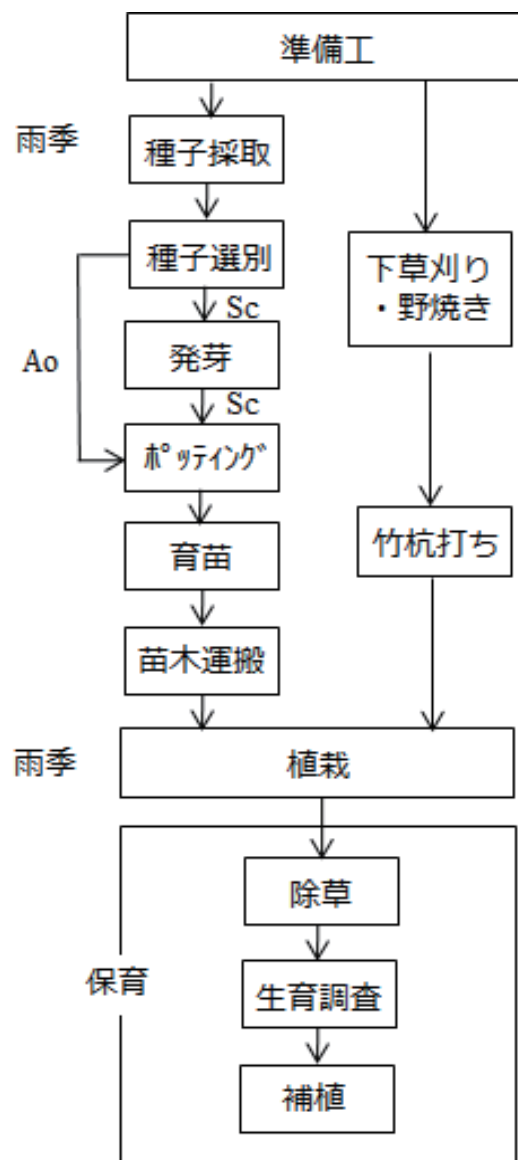 準備工
雨季
種子採取
種子選別
下草刈り
・野焼き
Sc
Ao
発芽
Sc
ﾎﾟｯﾃｨﾝｸﾞ
竹杭打ち
育苗
苗木運搬
雨季
植栽
除草
保育
生育調査
補植